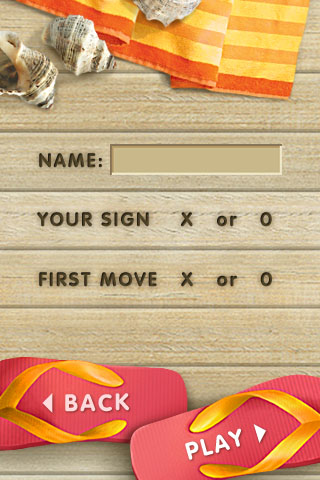 NAME:
YOUR SIGN X or O
FIRST MOVE X or O
BACK
PLAY